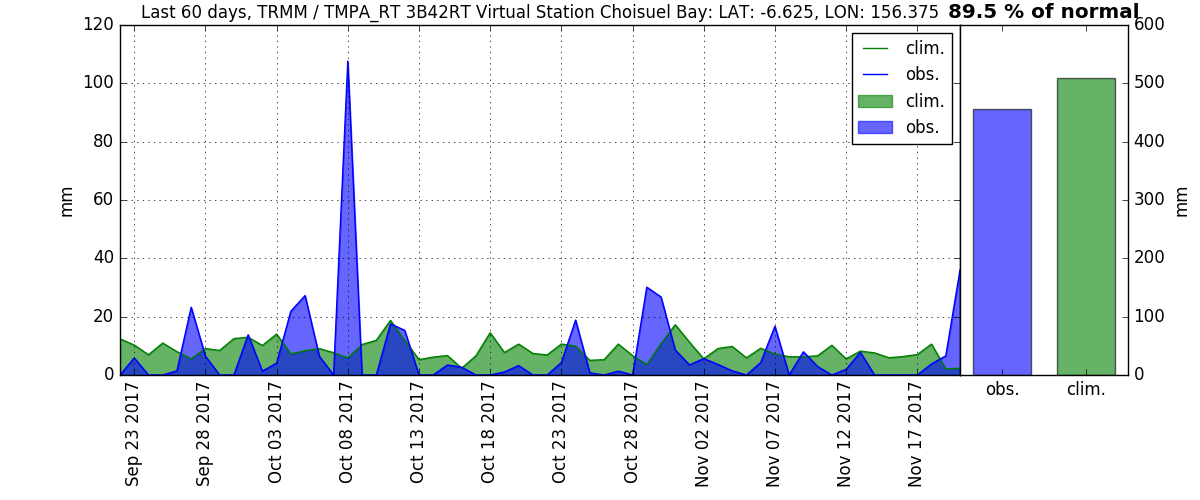 Last 60 days, TRMM / TMPA_RT 3B42RT Virtual Station Choisuel Bay: LAT: -6.625, LON: 156.375 89.5 % of normal
120
100
80
60
40
20
0
mm
clim.
obs.
clim.
obs.
600
500
400
300
200
100
0
mm
Sep 23 2017
Sep 28 2017
Oct 03 2017
Oct 08 2017
Oct 13 2017
Oct 18 2017
Oct 23 2017
Oct 28 2017
Nov 02 2017
Nov 07 2017
Nov 12 2017
Nov 17 2017
obs.
clim.